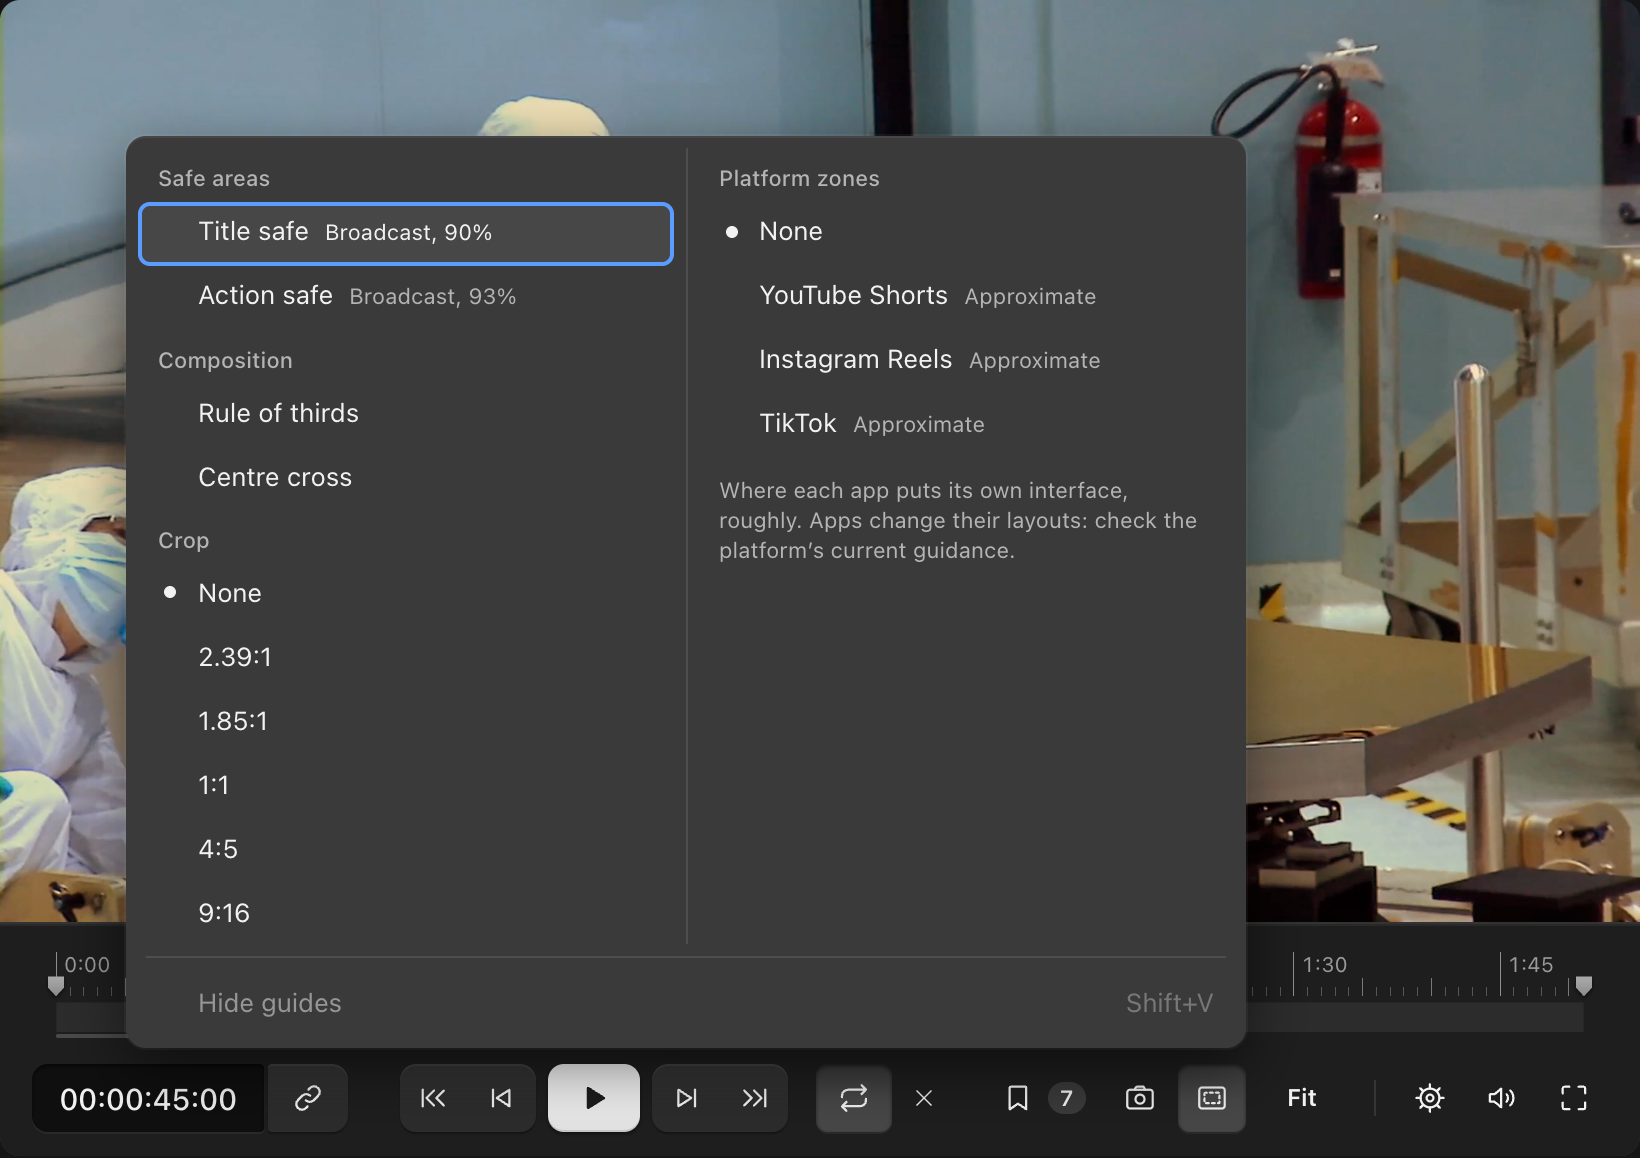 Safe areas
Title safe Broadcast, 90%
Action safe Broadcast, 93%
Composition
Rule of thirds
Centre cross
Crop
None
2.39:1
1.85:1
1:1
4:5
9:16
Platform zones
None
YouTube Shorts Approximate
Instagram Reels Approximate
TikTok Approximate
Where each app puts its own interface,
roughly. Apps change their layouts: check the
platform’s current guidance.
Hide guides Shift+V
0:00 1:30 1:45
00:00:45:00 7 Fit